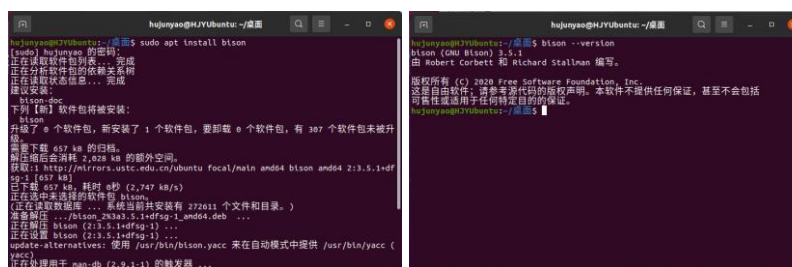 hujunyao@HJYUbuntu: ~/桌面
hujunyao@HJYUbuntu:~/桌面$ sudo apt install bison
[sudo] hujunyao 的密码：
正在读取软件包列表... 完成
正在分析软件包的依赖关系树
正在读取状态信息... 完成
建议安装：
bison-doc
下列【新】软件包将被安装：
bison
升级了 0 个软件包，新安装了 1 个软件包，要卸载 0 个软件包，有 307 个软件包未被升
级。
需要下载 657 kB 的归档。
解压缩后会消耗 2,028 kB 的额外空间。
获取:1 http://mirrors.ustc.edu.cn/ubuntu focal/main amd64 bison amd64 2:3.5.1+df
sg-1 [657 kB]
已下载 657 kB，耗时 0秒 (2,747 kB/s)
正在选中未选择的软件包 bison。
(正在读取数据库 ... 系统当前共安装有 272611 个文件和目录。)
准备解压 .../bison_2%3a3.5.1+dfsg-1_amd64.deb ...
正在解压 bison (2:3.5.1+dfsg-1) ...
正在设置 bison (2:3.5.1+dfsg-1) ...
update-alternatives: 使用 /usr/bin/bison.yacc 来在自动模式中提供 /usr/bin/yacc (
yacc)
正在处理用于 man-db (2.9.1-1) 的触发器 ...
hujunyao@HJYUbuntu: ~/桌面
hujunyao@HJYUbuntu:~/桌面$ bison --version
bison (GNU Bison) 3.5.1
由 Robert Corbett 和 Richard Stallman 编写。
版权所有 (C) 2020 Free Software Foundation, Inc.
这是自由软件；请参考源代码的版权声明。本软件不提供任何保证，甚至不会包括
可售性或适用于任何特定目的的保证。
hujunyao@HJYUbuntu:~/桌面$